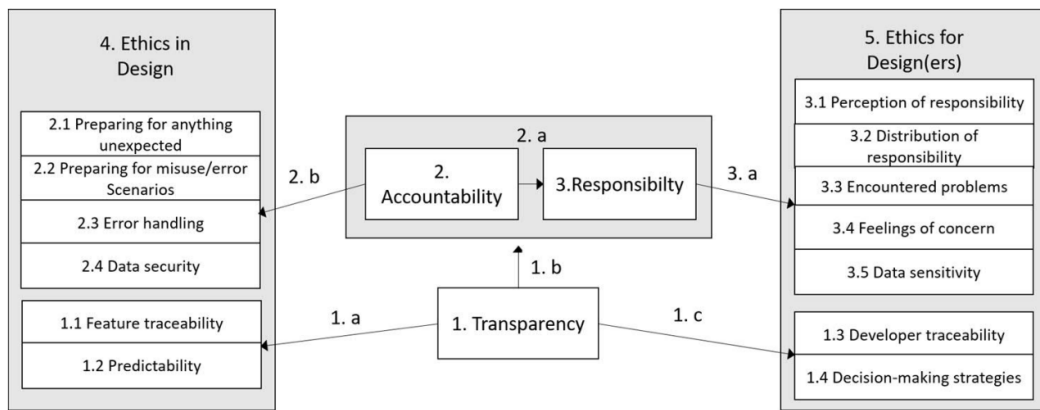 4. Ethics in
Design
2.1 Preparing for anything
unexpected
2.2 Preparing for misuse/error
Scenarios
2.3 Error handling
2.4 Data security
1.1 Feature traceability
1.2 Predictability
2. b
1. a
2. a
2.
Accountability
3.Responsibilty
1. b
1. Transparency
3. a
1. c
5. Ethics for
Design(ers)
3.1 Perception of responsibility
3.2 Distribution of
responsibility
3.3 Encountered problems
3.4 Feelings of concern
3.5 Data sensitivity
1.3 Developer traceability
1.4 Decision-making strategies